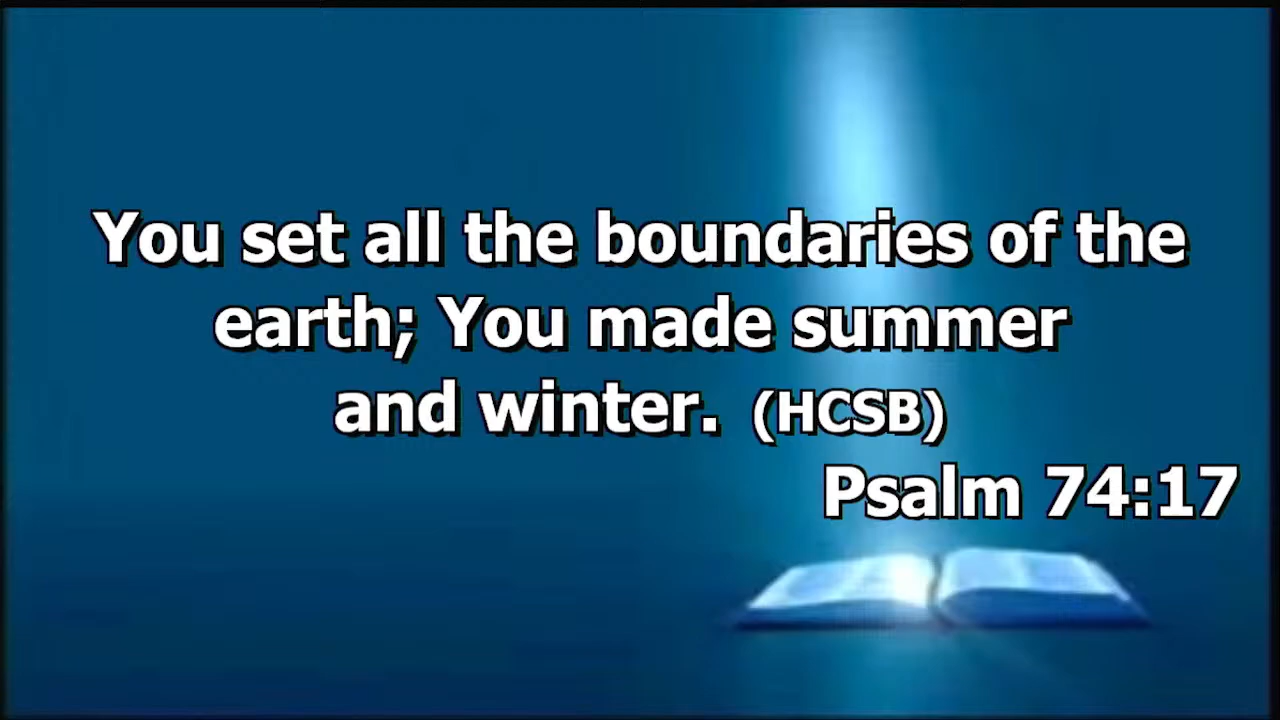 You set all the boundaries of the
earth; You made summer
and winter. (HCSB)
Psalm 74:17